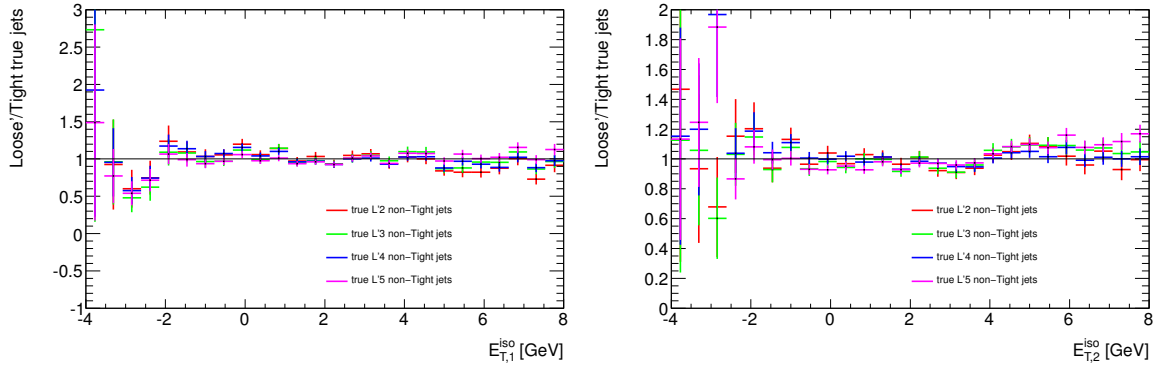 Loose'/Tight true jets
3
2.5
2
1.5
1
0.5
0
-0.5
-1
-4 -2 0 2 4 6 8
E_{T,1}^{iso} [GeV]
true L'2 non-Tight jets
true L'3 non-Tight jets
true L'4 non-Tight jets
true L'5 non-Tight jets
Loose'/Tight true jets
2
1.8
1.6
1.4
1.2
1
0.8
0.6
0.4
0.2
0
-4 -2 0 2 4 6 8
E_{T,2}^{iso} [GeV]
true L'2 non-Tight jets
true L'3 non-Tight jets
true L'4 non-Tight jets
true L'5 non-Tight jets